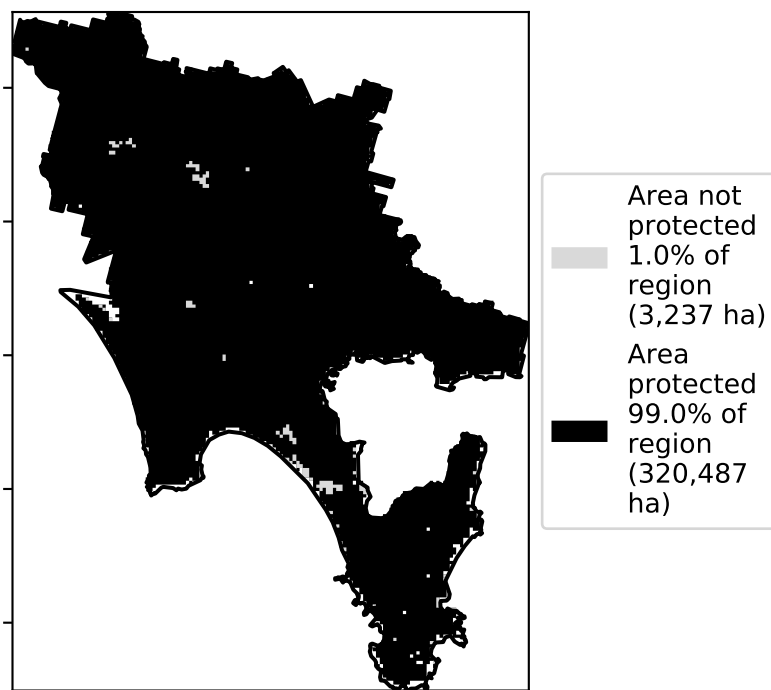 Area not
protected
1.0% of
region
(3,237 ha)
Area
protected
99.0% of
region
(320,487
ha)